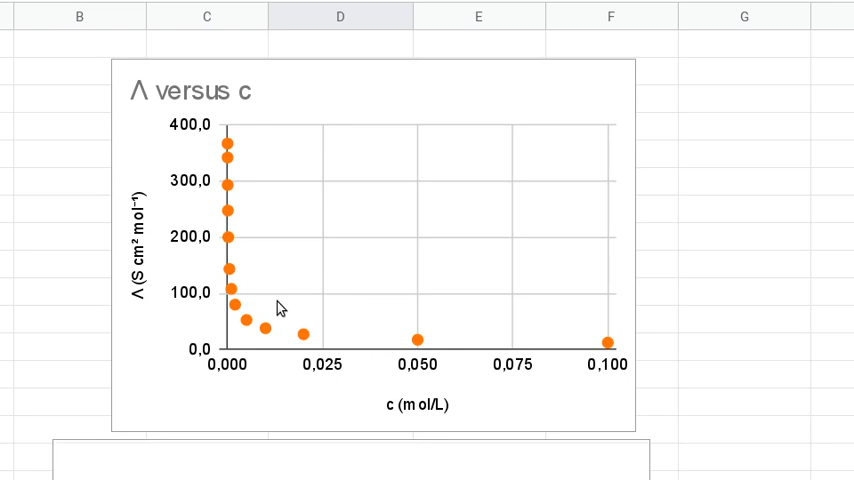 B C D E F G
Λ versus c
400,0
300,0
200,0
100,0
0,0
Λ (S cm² mol⁻¹)
0,000 0,025 0,050 0,075 0,100
c (mol/L)